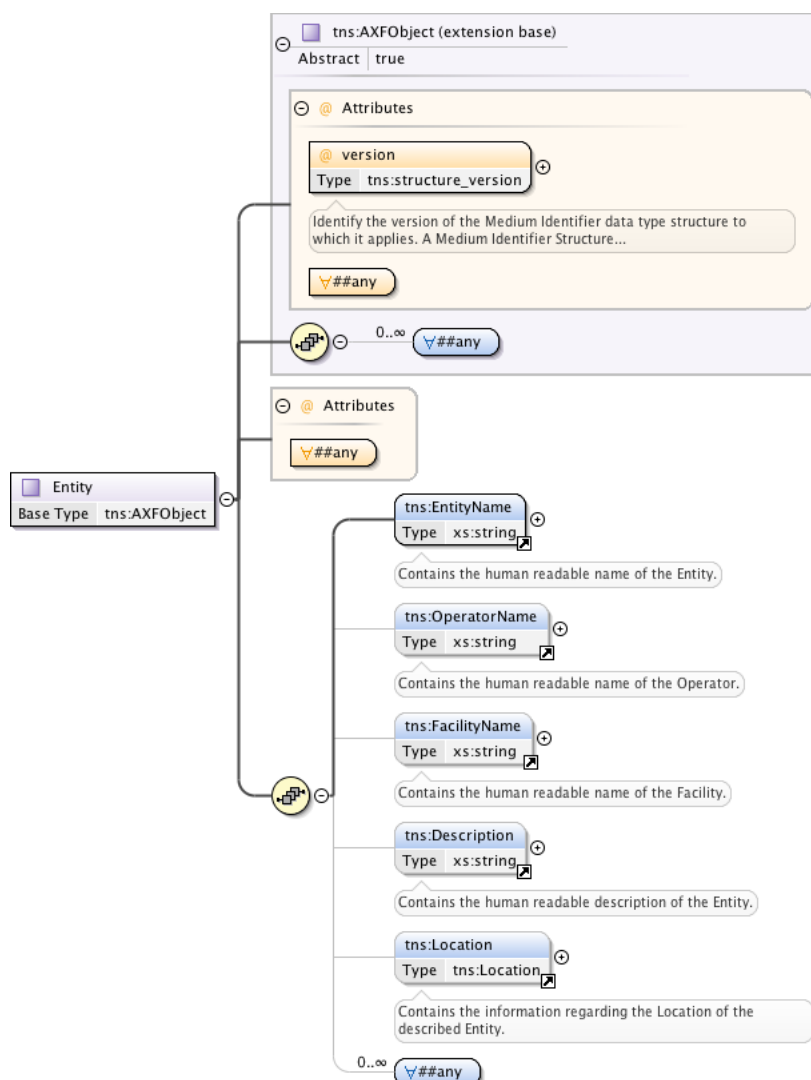 tns:AXFObject (extension base)
Abstract true
@ Attributes
@ version
Type tns:structure_version
Identify the version of the Medium Identifier data type structure to
which it applies. A Medium Identifier Structure...
∀##any
0..∞ ∀##any
@ Attributes
∀##any
Entity
Base Type tns:AXFObject
tns:EntityName
Type xs:string
Contains the human readable name of the Entity.
tns:OperatorName
Type xs:string
Contains the human readable name of the Operator.
tns:FacilityName
Type xs:string
Contains the human readable name of the Facility.
tns:Description
Type xs:string
Contains the human readable description of the Entity.
tns:Location
Type tns:Location
Contains the information regarding the Location of the
described Entity.
0..∞ ∀##any